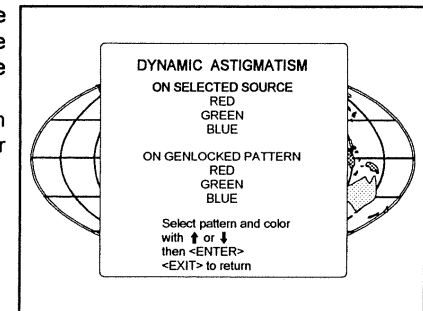 e
e
e
n
r
DYNAMIC ASTIGMATISM
ON SELECTED SOURCE
RED
GREEN
BLUE
ON GENLOCKED PATTERN
RED
GREEN
BLUE
Select pattern and color
with ↑ or ↓
then <ENTER>
<EXIT> to return